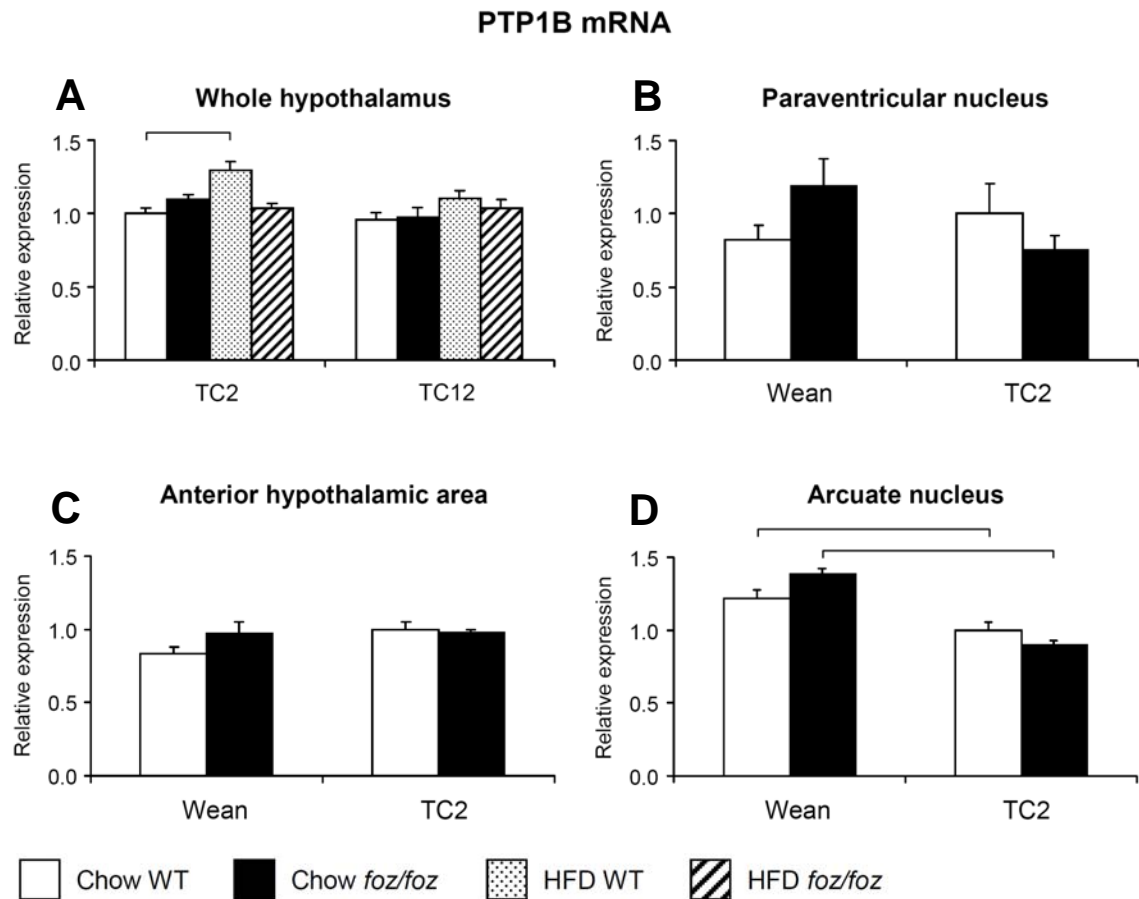 PTP1B mRNA
A
Whole hypothalamus
Relative expression
1.5
1.0
0.5
0.0
TC2 TC12
B
Paraventricular nucleus
Relative expression
1.5
1.0
0.5
0.0
Wean TC2
C
Anterior hypothalamic area
Relative expression
1.5
1.0
0.5
0.0
Wean TC2
D
Arcuate nucleus
Relative expression
1.5
1.0
0.5
0.0
Wean TC2
Chow WT Chow foz/foz HFD WT HFD foz/foz